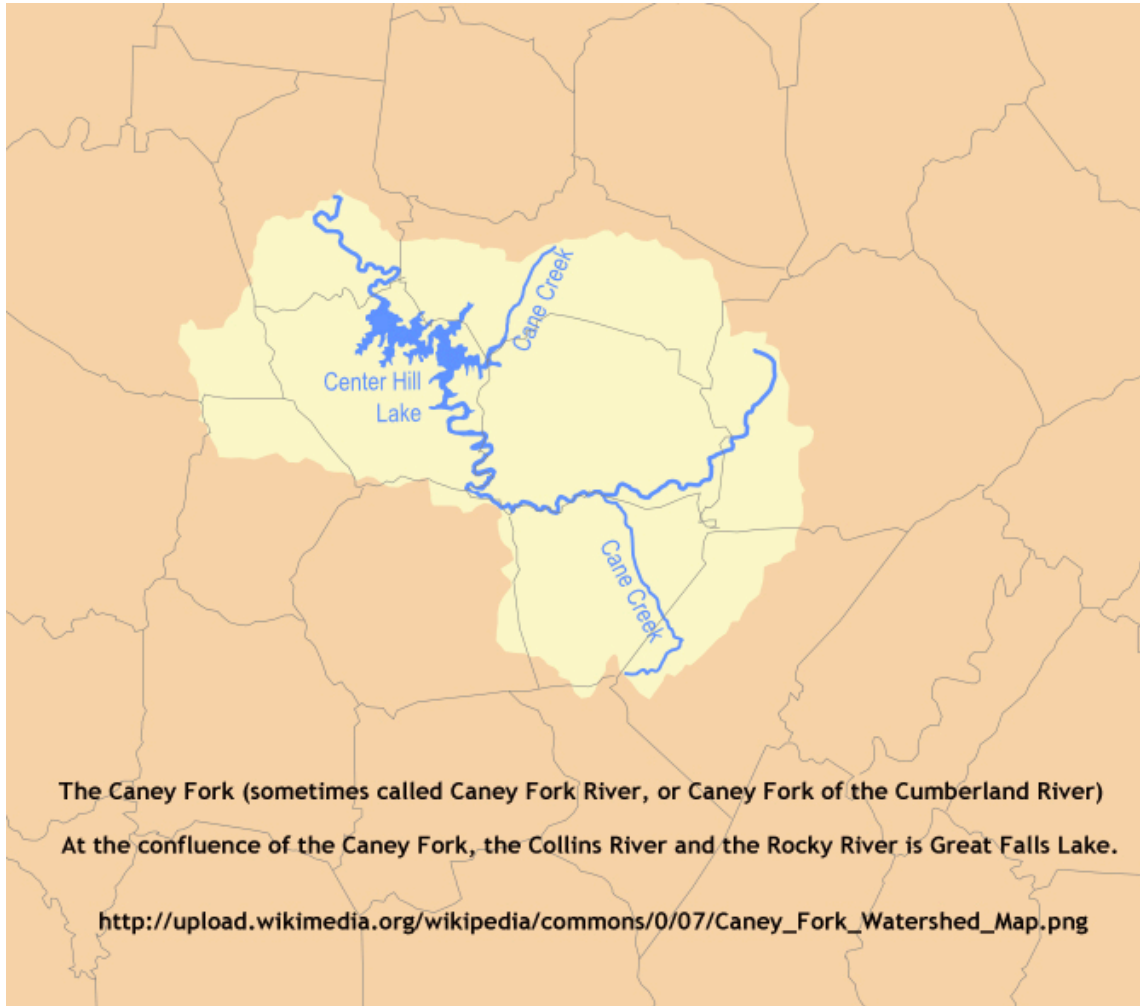 Cane Creek
Center Hill
Lake
Cane Creek
The Caney Fork (sometimes called Caney Fork River, or Caney Fork of the Cumberland River)
At the confluence of the Caney Fork, the Collins River and the Rocky River is Great Falls Lake.
http://upload.wikimedia.org/wikipedia/commons/0/07/Caney_Fork_Watershed_Map.png